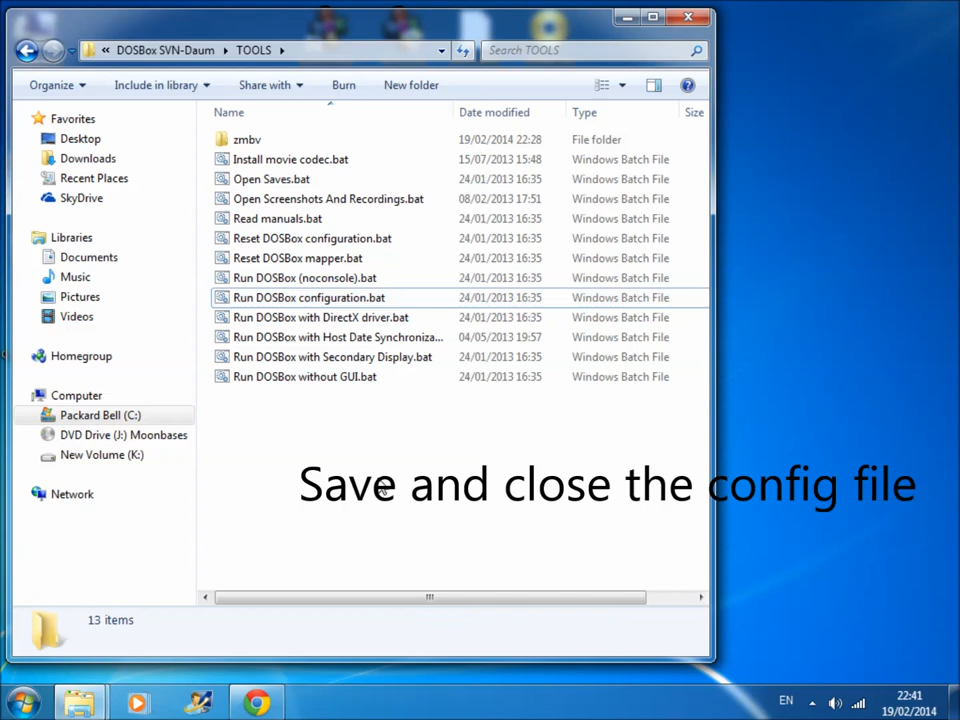 « DOSBox SVN-Daum ▸ TOOLS ▸
Search TOOLS
Organize Include in library Share with Burn New folder
Name Date modified Type Size
Favorites
Desktop
Downloads
Recent Places
SkyDrive
Libraries
Documents
Music
Pictures
Videos
Homegroup
Computer
Packard Bell (C:)
DVD Drive (J:) Moonbases
New Volume (K:)
Network
zmbv 19/02/2014 22:28 File folder
Install movie codec.bat 15/07/2013 15:48 Windows Batch File
Open Saves.bat 24/01/2013 16:35 Windows Batch File
Open Screenshots And Recordings.bat 08/02/2013 17:51 Windows Batch File
Read manuals.bat 24/01/2013 16:35 Windows Batch File
Reset DOSBox configuration.bat 24/01/2013 16:35 Windows Batch File
Reset DOSBox mapper.bat 24/01/2013 16:35 Windows Batch File
Run DOSBox (noconsole).bat 24/01/2013 16:35 Windows Batch File
Run DOSBox configuration.bat 24/01/2013 16:35 Windows Batch File
Run DOSBox with DirectX driver.bat 24/01/2013 16:35 Windows Batch File
Run DOSBox with Host Date Synchroniza... 04/05/2013 19:57 Windows Batch File
Run DOSBox with Secondary Display.bat 24/01/2013 16:35 Windows Batch File
Run DOSBox without GUI.bat 24/01/2013 16:35 Windows Batch File
Save and close the config file
13 items
EN
22:41
19/02/2014